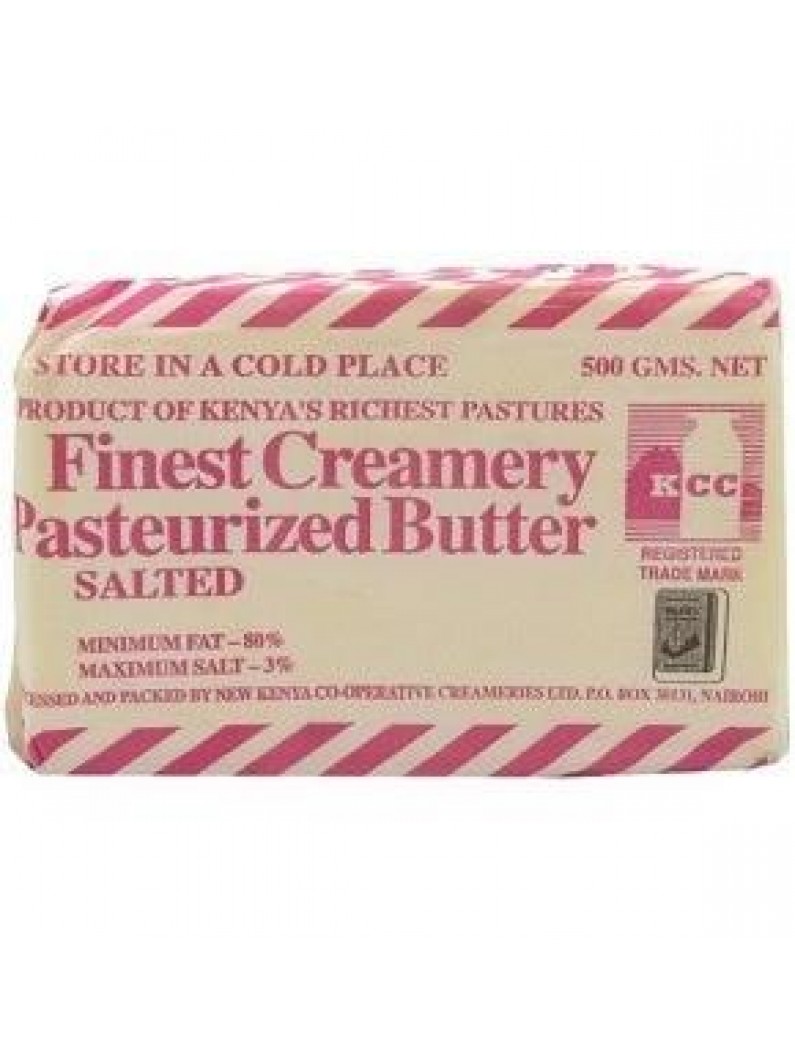 STORE IN A COLD PLACE 500 GMS. NET
PRODUCT OF KENYA'S RICHEST PASTURES
Finest Creamery
Pasteurized Butter
SALTED
KCC
REGISTERED
TRADE MARK
MINIMUM FAT – 80%
MAXIMUM SALT – 3%
CESSED AND PACKED BY NEW KENYA CO-OPERATIVE CREAMERIES LTD. P.O. BOX 30131, NAIROBI